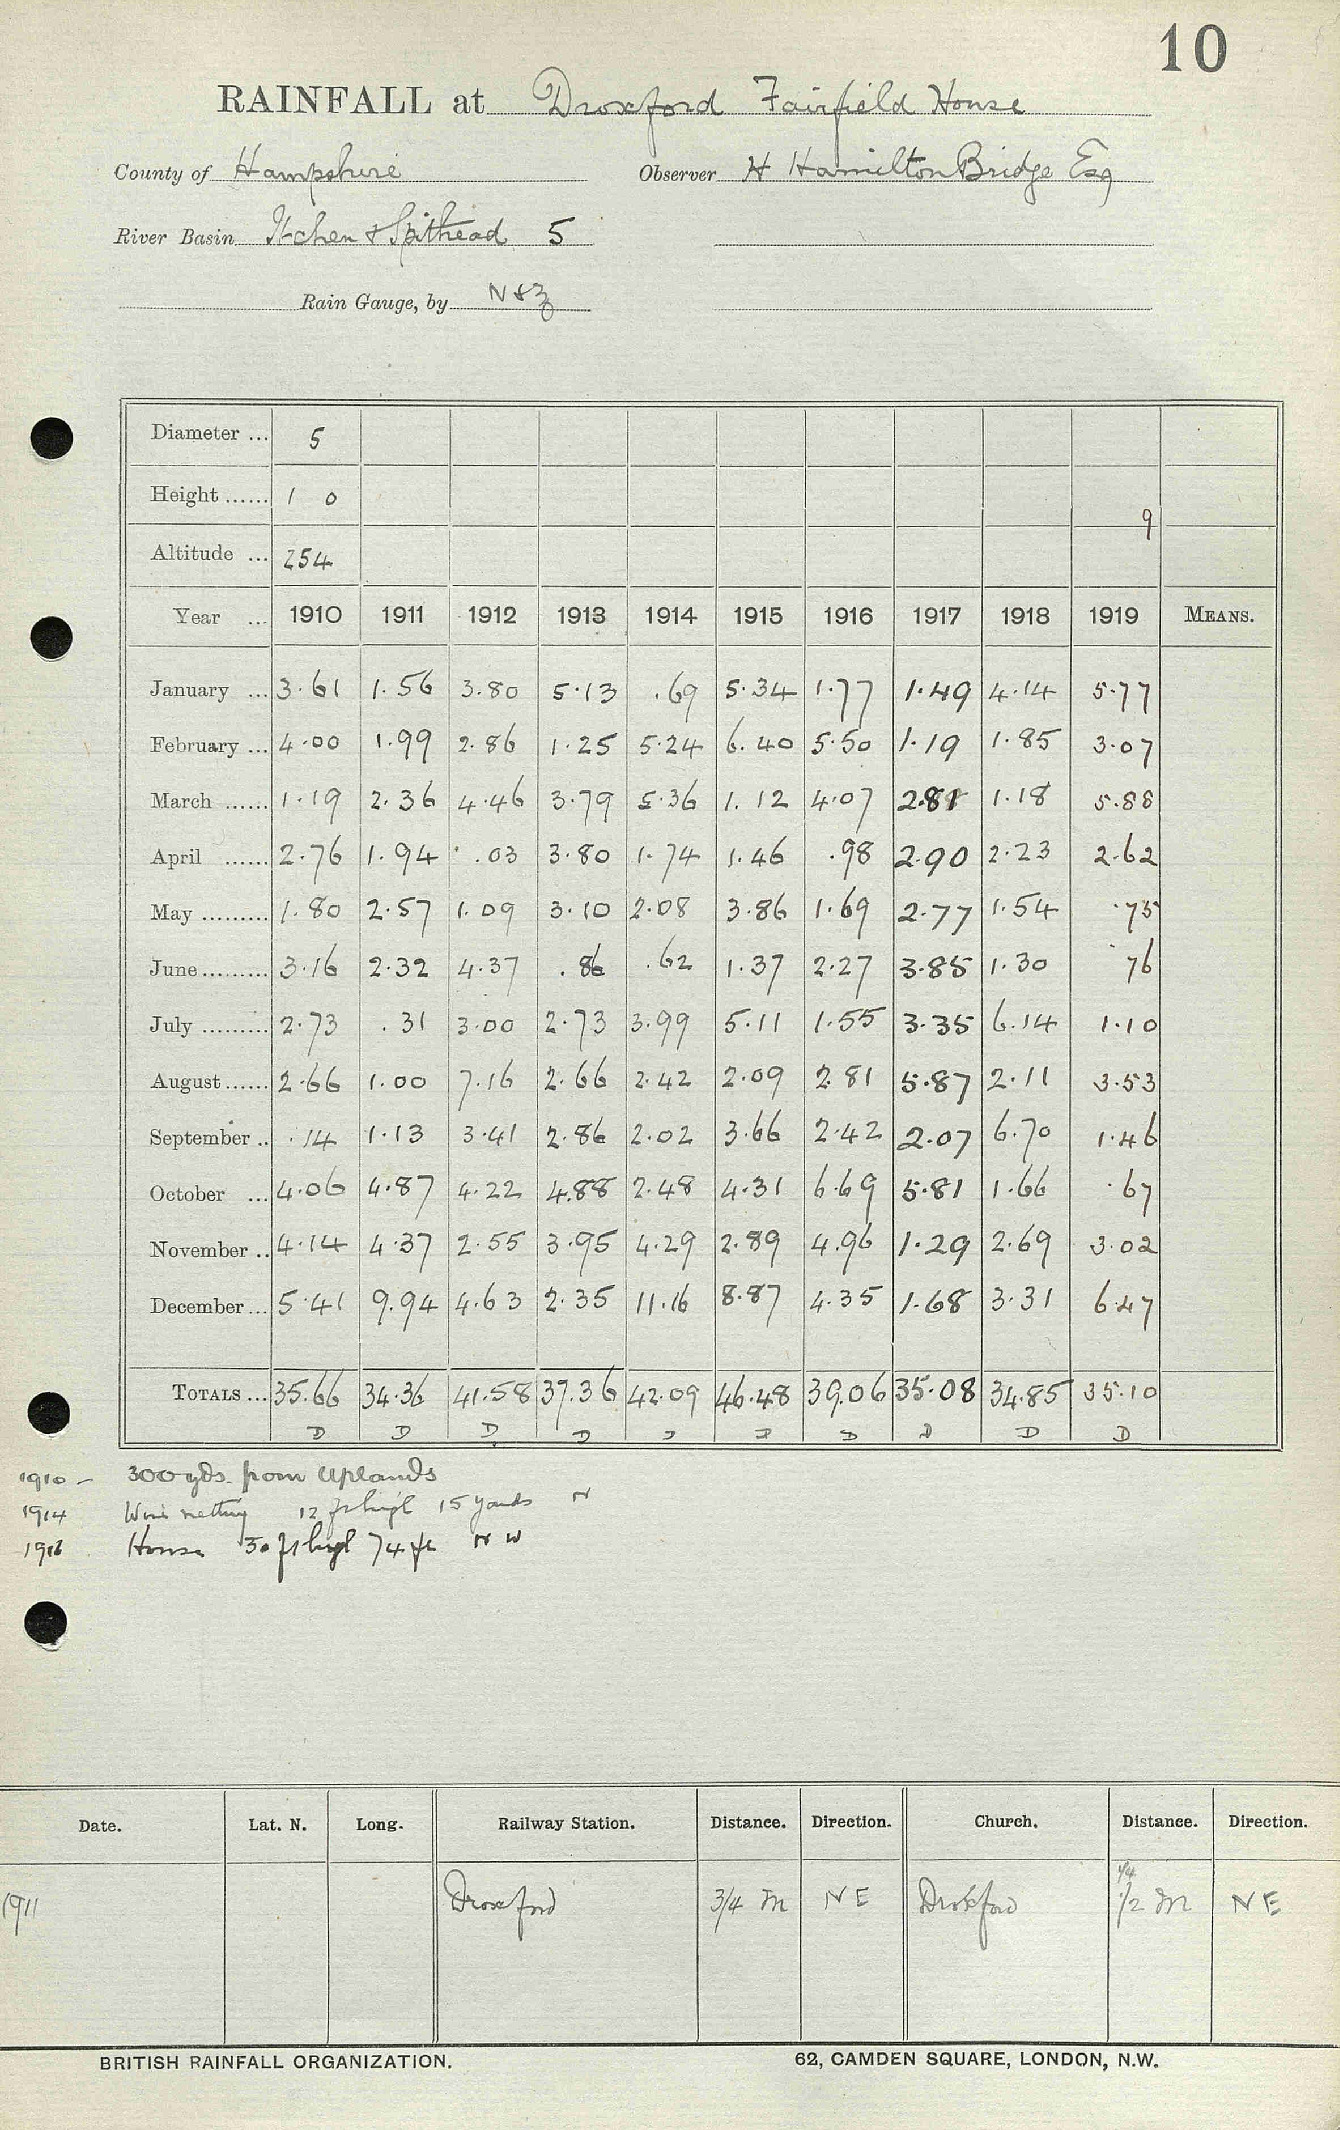 10
RAINFALL at Droxford Fairfield House
County of Hampshire Observer H Hamilton Bridge Esq
River Basin Itchen & Spithead 5
Rain Gauge, by N & Z
Diameter ... 5
Height ...... 1 0
9
Altitude ... 254
Year ... 1910 1911 1912 1913 1914 1915 1916 1917 1918 1919 MEANS.
January ... 3.61 1.56 3.80 5.13 .69 5.34 1.77 1.49 4.14 5.77
February ... 4.00 1.99 2.86 1.25 5.24 6.40 5.50 1.19 1.85 3.07
March ...... 1.19 2.36 4.46 3.79 5.36 1.12 4.07 2.81 1.18 5.88
April ...... 2.76 1.94 .03 3.80 1.74 1.46 .98 2.90 2.23 2.62
May ......... 1.80 2.57 1.09 3.10 2.08 3.86 1.69 2.77 1.54 .75
June ......... 3.16 2.32 4.37 .86 .62 1.37 2.27 3.85 1.30 76
July ......... 2.73 .31 3.00 2.73 3.99 5.11 1.55 3.35 6.14 1.10
August ...... 2.66 1.00 7.16 2.66 2.42 2.09 2.81 5.87 2.11 3.53
September .. .14 1.13 3.41 2.86 2.02 3.66 2.42 2.07 6.70 1.46
October ... 4.06 4.87 4.22 4.88 2.48 4.31 6.69 5.81 1.66 .67
November .. 4.14 4.37 2.55 3.95 4.29 2.89 4.96 1.29 2.69 3.02
December ... 5.41 9.94 4.63 2.35 11.16 8.87 4.35 1.68 3.31 6.47
TOTALS ... 35.66 34.36 41.58 37.36 42.09 46.48 39.06 35.08 34.85 35.10
D D D D D D D D D D
1910 - 300 yds. from Uplands
1914 Wire netting 12 ft high 15 yards N
1916 House 30 ft high 74 ft N W
Date. Lat. N. Long. Railway Station. Distance. Direction. Church. Distance. Direction.
1/4
1911 Droxford 3/4 m NE Droxford 1/2 m NE
BRITISH RAINFALL ORGANIZATION. 62, CAMDEN SQUARE, LONDON, N.W.